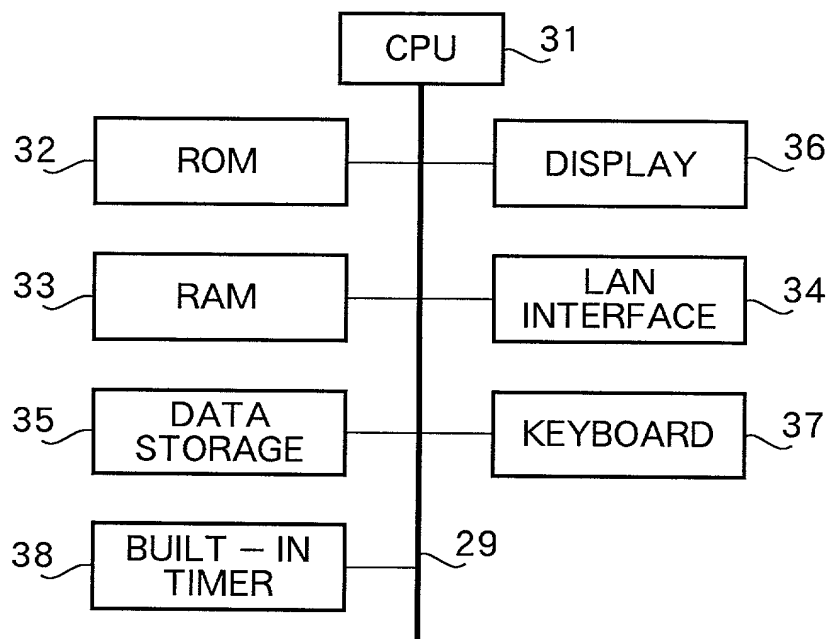 CPU 31
32 ROM DISPLAY 36
33 RAM LAN INTERFACE 34
35 DATA STORAGE KEYBOARD 37
38 BUILT – IN TIMER 29